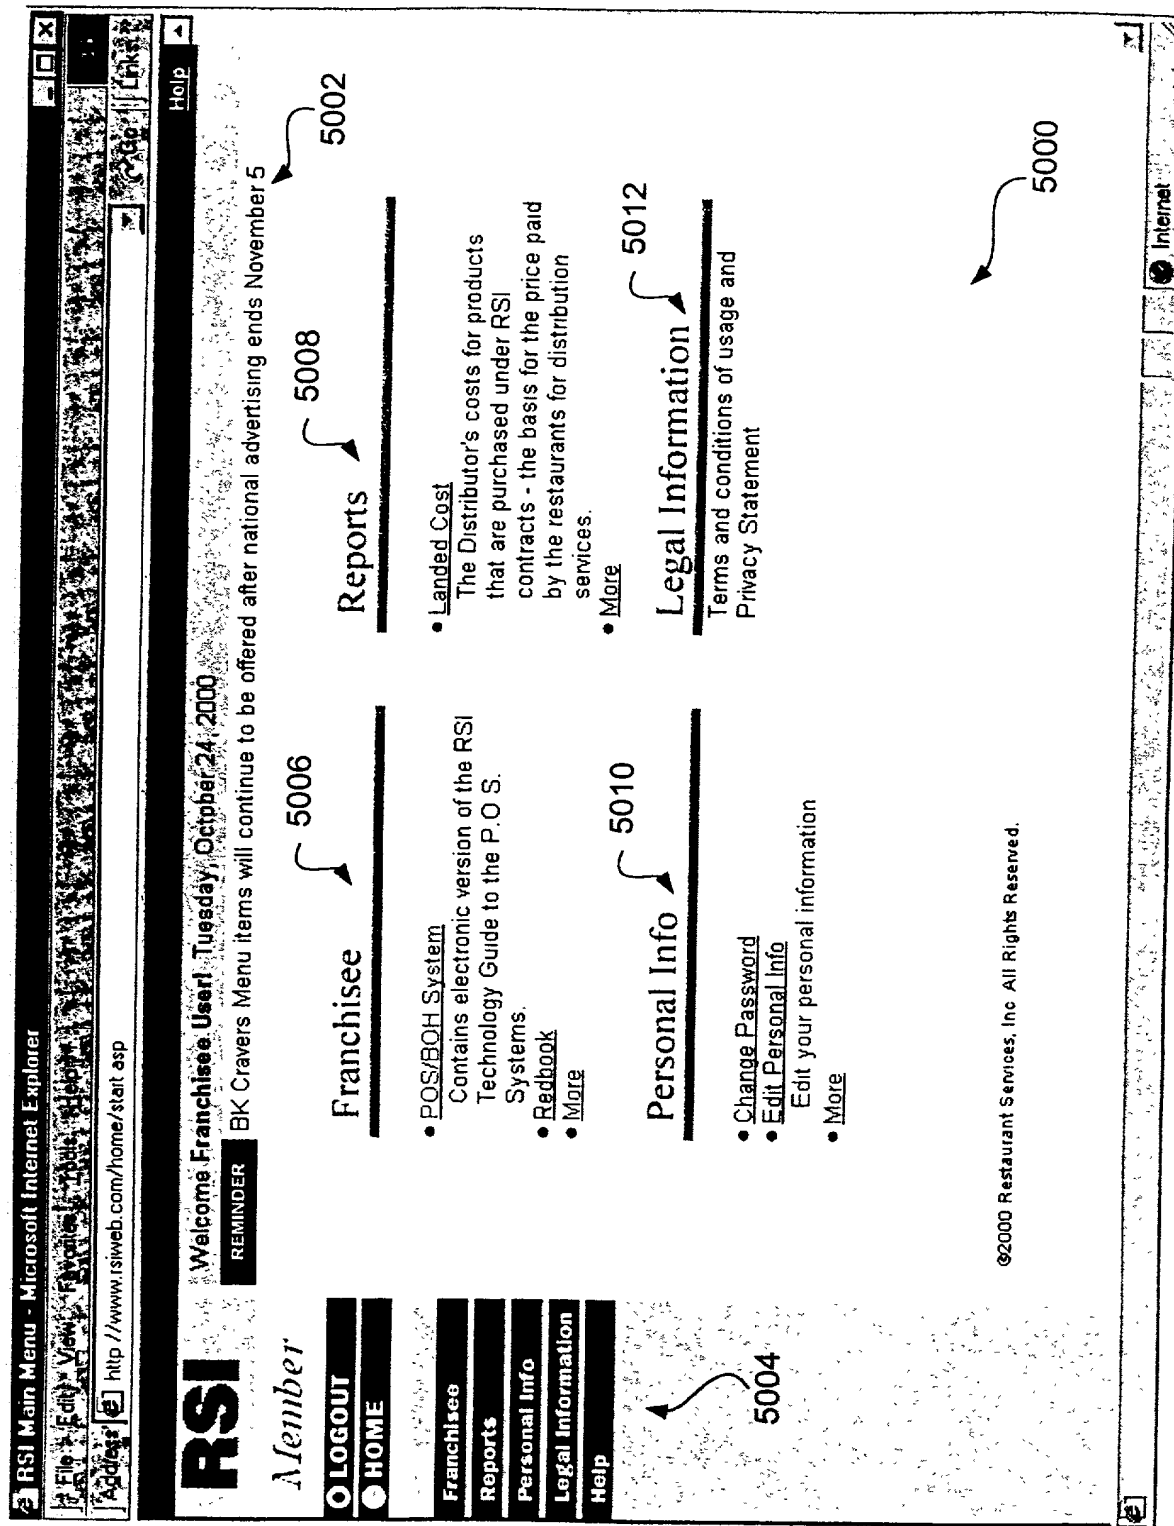 RSI Main Menu - Microsoft Internet Explorer
File Edit View Favorites Tools Help
Address http //www.rsiweb.com/home/start asp
Go Links
Help
RSI
Welcome Franchisee User! Tuesday, October 24, 2000
REMINDER BK Cravers Menu items will continue to be offered after national advertising ends November 5
5002
Member
LOGOUT
HOME
Franchisee
Reports
Personal Info
Legal Information
Help
5004
5006
Franchisee
• POS/BOH System
Contains electronic version of the RSI
Technology Guide to the P.O S.
Systems.
• Redbook
• More
5008
Reports
• Landed Cost
The Distributor's costs for products
that are purchased under RSI
contracts - the basis for the price paid
by the restaurants for distribution
services.
• More
5010
Personal Info
• Change Password
• Edit Personal Info
Edit your personal information
• More
5012
Legal Information
Terms and conditions of usage and
Privacy Statement
5000
©2000 Restaurant Services, Inc All Rights Reserved.
Internet